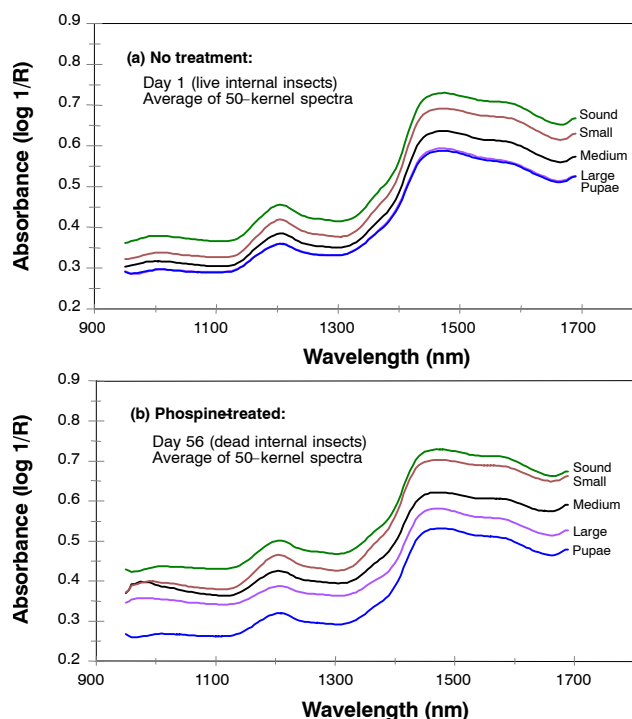 0.9
(a) No treatment:
Day 1 (live internal insects)
Average of 50–kernel spectra
0.8
0.7
0.6
0.5
0.4
0.3
0.2
Absorbance (log 1/R)
Sound
Small
Medium
Large
Pupae
900 1100 1300 1500 1700
Wavelength (nm)
0.9
(b) Phospine-treated:
Day 56 (dead internal insects)
Average of 50–kernel spectra
0.8
0.7
0.6
0.5
0.4
0.3
0.2
Absorbance (log 1/R)
Sound
Small
Medium
Large
Pupae
900 1100 1300 1500 1700
Wavelength (nm)